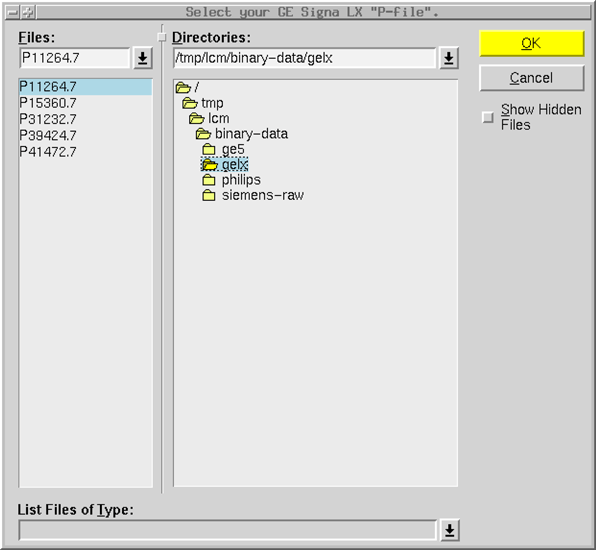 Select your GE Signa LX "P-file".
Files:
P11264.7
P11264.7
P15360.7
P31232.7
P39424.7
P41472.7
Directories:
/tmp/lcm/binary-data/gelx
/
tmp
lcm
binary-data
ge5
gelx
philips
siemens-raw
OK
Cancel
Show Hidden
Files
List Files of Type: